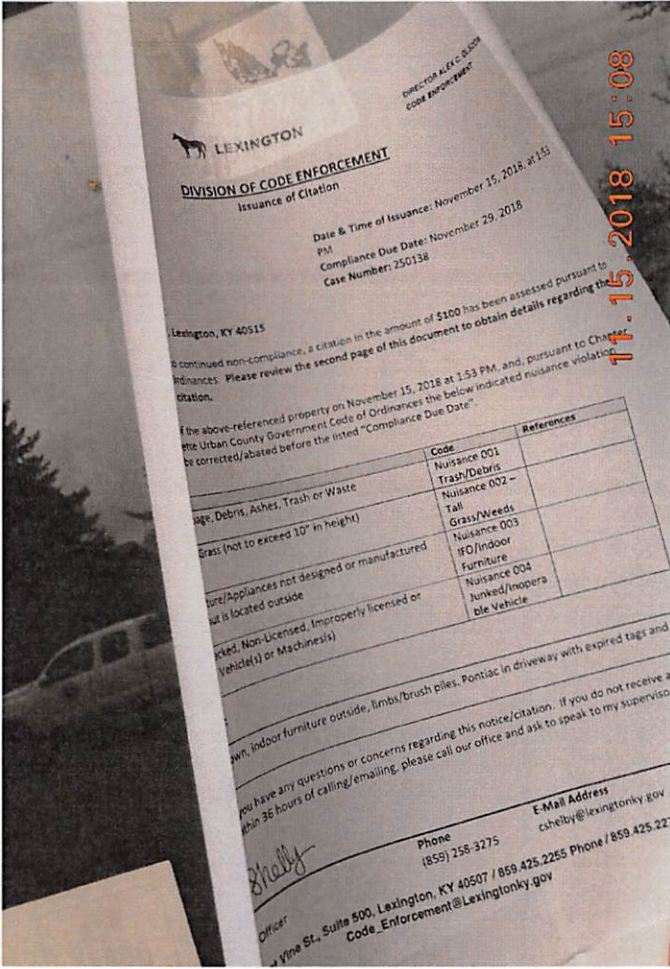 DIRECTOR ALEX C. OLSON
CODE ENFORCEMENT
LEXINGTON
DIVISION OF CODE ENFORCEMENT
Issuance of Citation
Date & Time of Issuance: November 15, 2018, at 1:53
PM
Compliance Due Date: November 29, 2018
Case Number: 250138
11.15.2018 15:08
, Lexington, KY 40515
continued non-compliance, a citation in the amount of $100 has been assessed pursuant to
rdinances. Please review the second page of this document to obtain details regarding the
citation.
f the above-referenced property on November 15, 2018 at 1:53 PM, and, pursuant to Chapter
ette Urban County Government Code of Ordinances the below indicated nuisance violation
be corrected/abated before the listed "Compliance Due Date".
Code
References
age, Debris, Ashes, Trash or Waste
Nuisance 001
Trash/Debris
Grass (not to exceed 10" in height)
Nuisance 002 –
Tall
Grass/Weeds
ture/Appliances not designed or manufactured
but is located outside
Nuisance 003
IFO/Indoor
Furniture
cked, Non-Licensed, Improperly licensed or
Vehicle(s) or Machines(s)
Nuisance 004
Junked/Inopera
ble Vehicle
wn, indoor furniture outside, limbs/brush piles, Pontiac in driveway with expired tags and
you have any questions or concerns regarding this notice/citation. If you do not receive a
thin 36 hours of calling/emailing, please call our office and ask to speak to my superviso
Shelby
Officer
Phone
(859) 258-3275
E-Mail Address
cshelby@lexingtonky.gov
t Vine St., Suite 500, Lexington, KY 40507 / 859.425.2255 Phone / 859.425.227
Code_Enforcement@Lexingtonky.gov